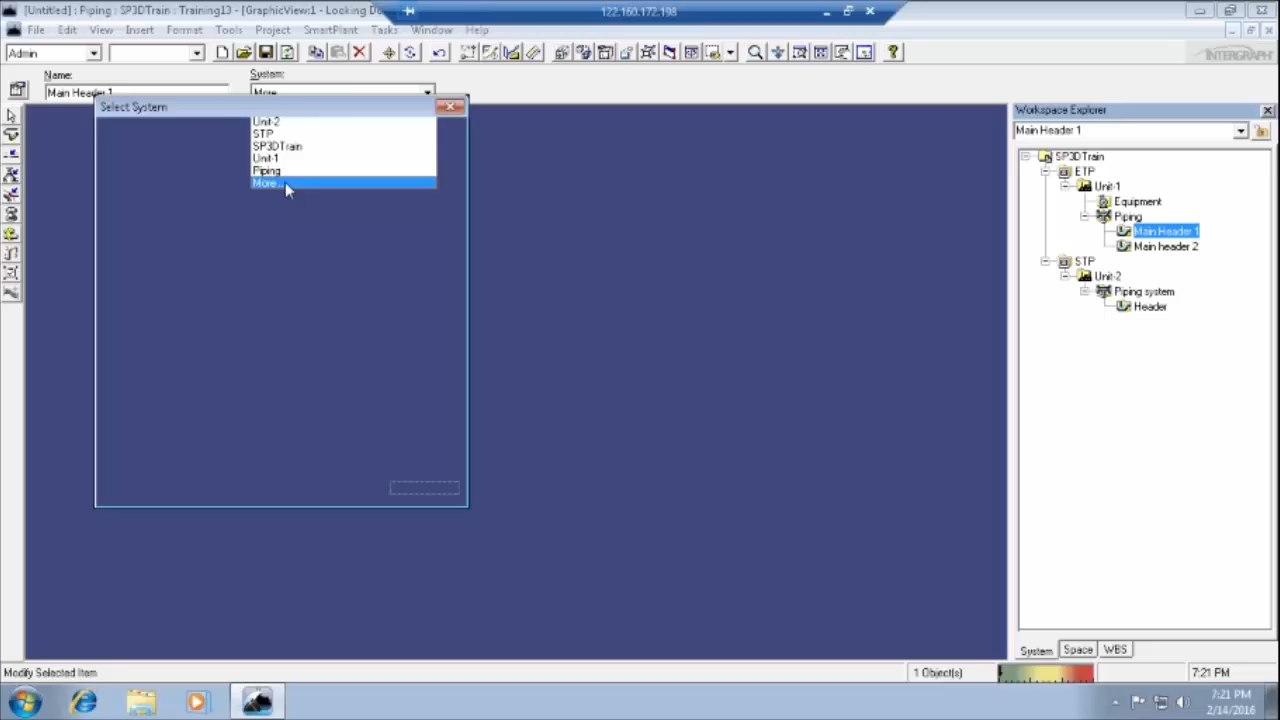 [Untitled] : Piping : SP3DTrain : Training13 - [GraphicView:1 - Looking Do
122.160.172.198
File Edit View Insert Format Tools Project SmartPlant Tasks Window Help
Admin
INTERGRAPH
Name:
System:
Main Header 1
More...
Select System
Unit-2
STP
SP3DTrain
Unit-1
Piping
More...
Workspace Explorer
Main Header 1
SP3DTrain
ETP
Unit-1
Equipment
Piping
Main Header 1
Main header 2
STP
Unit-2
Piping system
Header
System Space WBS
Modify Selected Item
1 Object(s)
7:21 PM
7:21 PM
2/14/2016